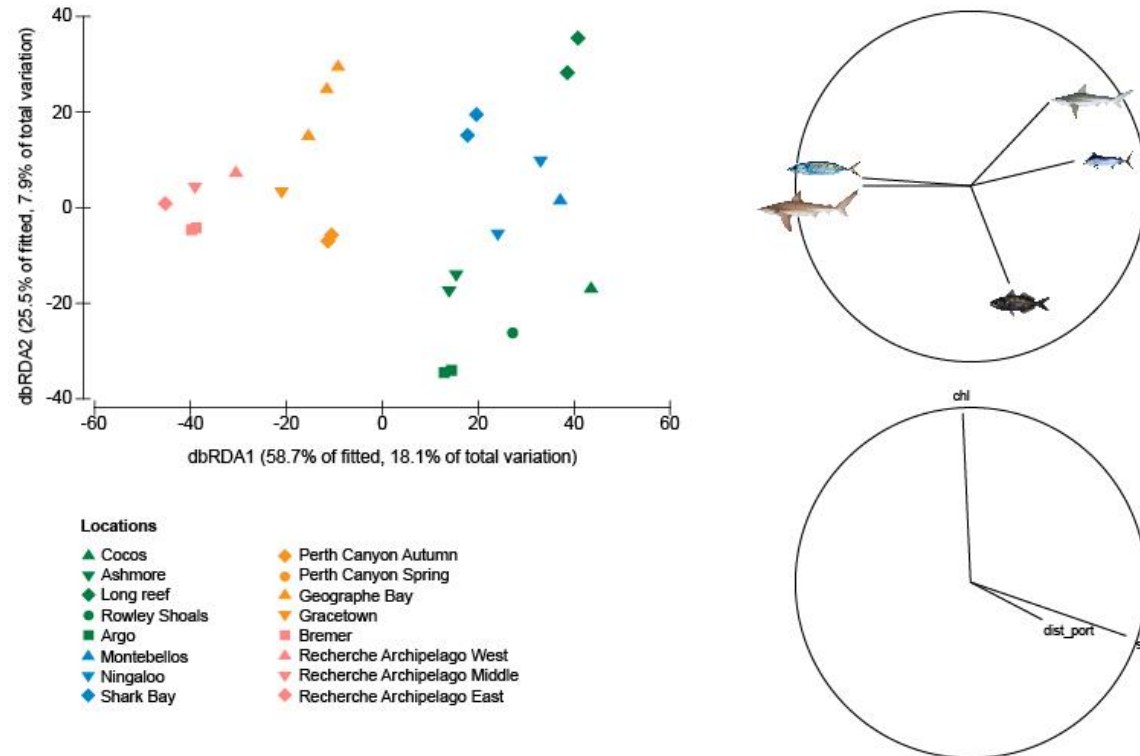 40
20
0
-20
-40
dbRDA2 (25.5% of fitted, 7.9% of total variation)
-60 -40 -20 0 20 40 60
dbRDA1 (58.7% of fitted, 18.1% of total variation)
chl
dist_port
s
Locations
Cocos
Ashmore
Long reef
Rowley Shoals
Argo
Montebellos
Ningaloo
Shark Bay
Perth Canyon Autumn
Perth Canyon Spring
Geographe Bay
Gracetown
Bremer
Recherche Archipelago West
Recherche Archipelago Middle
Recherche Archipelago East